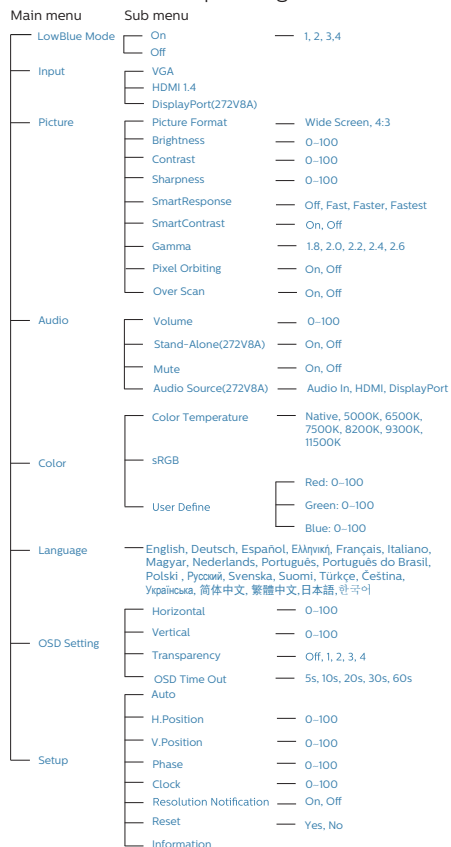 Main menu Sub menu
LowBlue Mode On 1, 2, 3,4
Off
Input VGA
HDMI 1.4
DisplayPort(272V8A)
Picture Picture Format Wide Screen, 4:3
Brightness 0–100
Contrast 0–100
Sharpness 0–100
SmartResponse Off, Fast, Faster, Fastest
SmartContrast On, Off
Gamma 1.8, 2.0, 2.2, 2.4, 2.6
Pixel Orbiting On, Off
Over Scan On, Off
Audio Volume 0–100
Stand-Alone(272V8A) On, Off
Mute On, Off
Audio Source(272V8A) Audio In, HDMI, DisplayPort
Color Temperature Native, 5000K, 6500K,
7500K, 8200K, 9300K,
11500K
Color sRGB
Red: 0–100
User Define Green: 0–100
Blue: 0–100
Language English, Deutsch, Español, Ελληνική, Français, Italiano,
Magyar, Nederlands, Português, Português do Brasil,
Polski , Русский, Svenska, Suomi, Türkçe, Čeština,
Українська, 简体中文, 繁體中文,日本語,한국어
Horizontal 0–100
Vertical 0–100
OSD Setting
Transparency Off, 1, 2, 3, 4
OSD Time Out 5s, 10s, 20s, 30s, 60s
Auto
H.Position 0–100
V.Position 0–100
Setup Phase 0–100
Clock 0–100
Resolution Notification On, Off
Reset Yes, No
Information